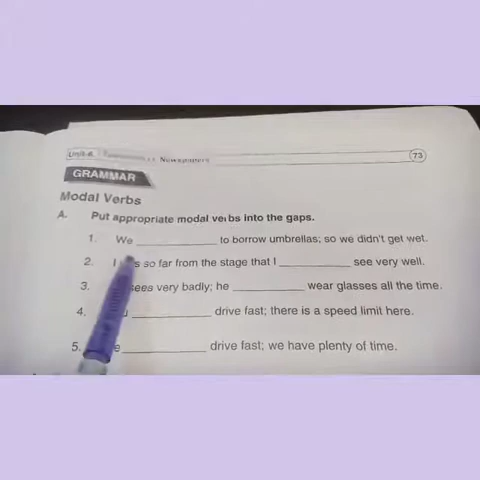 Unit-4. Newspapers 73
GRAMMAR
Modal Verbs
A. Put appropriate modal verbs into the gaps.
1. We ____________ to borrow umbrellas; so we didn't get wet.
2. I so far from the stage that I ____________ see very well.
3. sees very badly; he ____________ wear glasses all the time.
4. ____________ drive fast; there is a speed limit here.
5. ____________ drive fast; we have plenty of time.